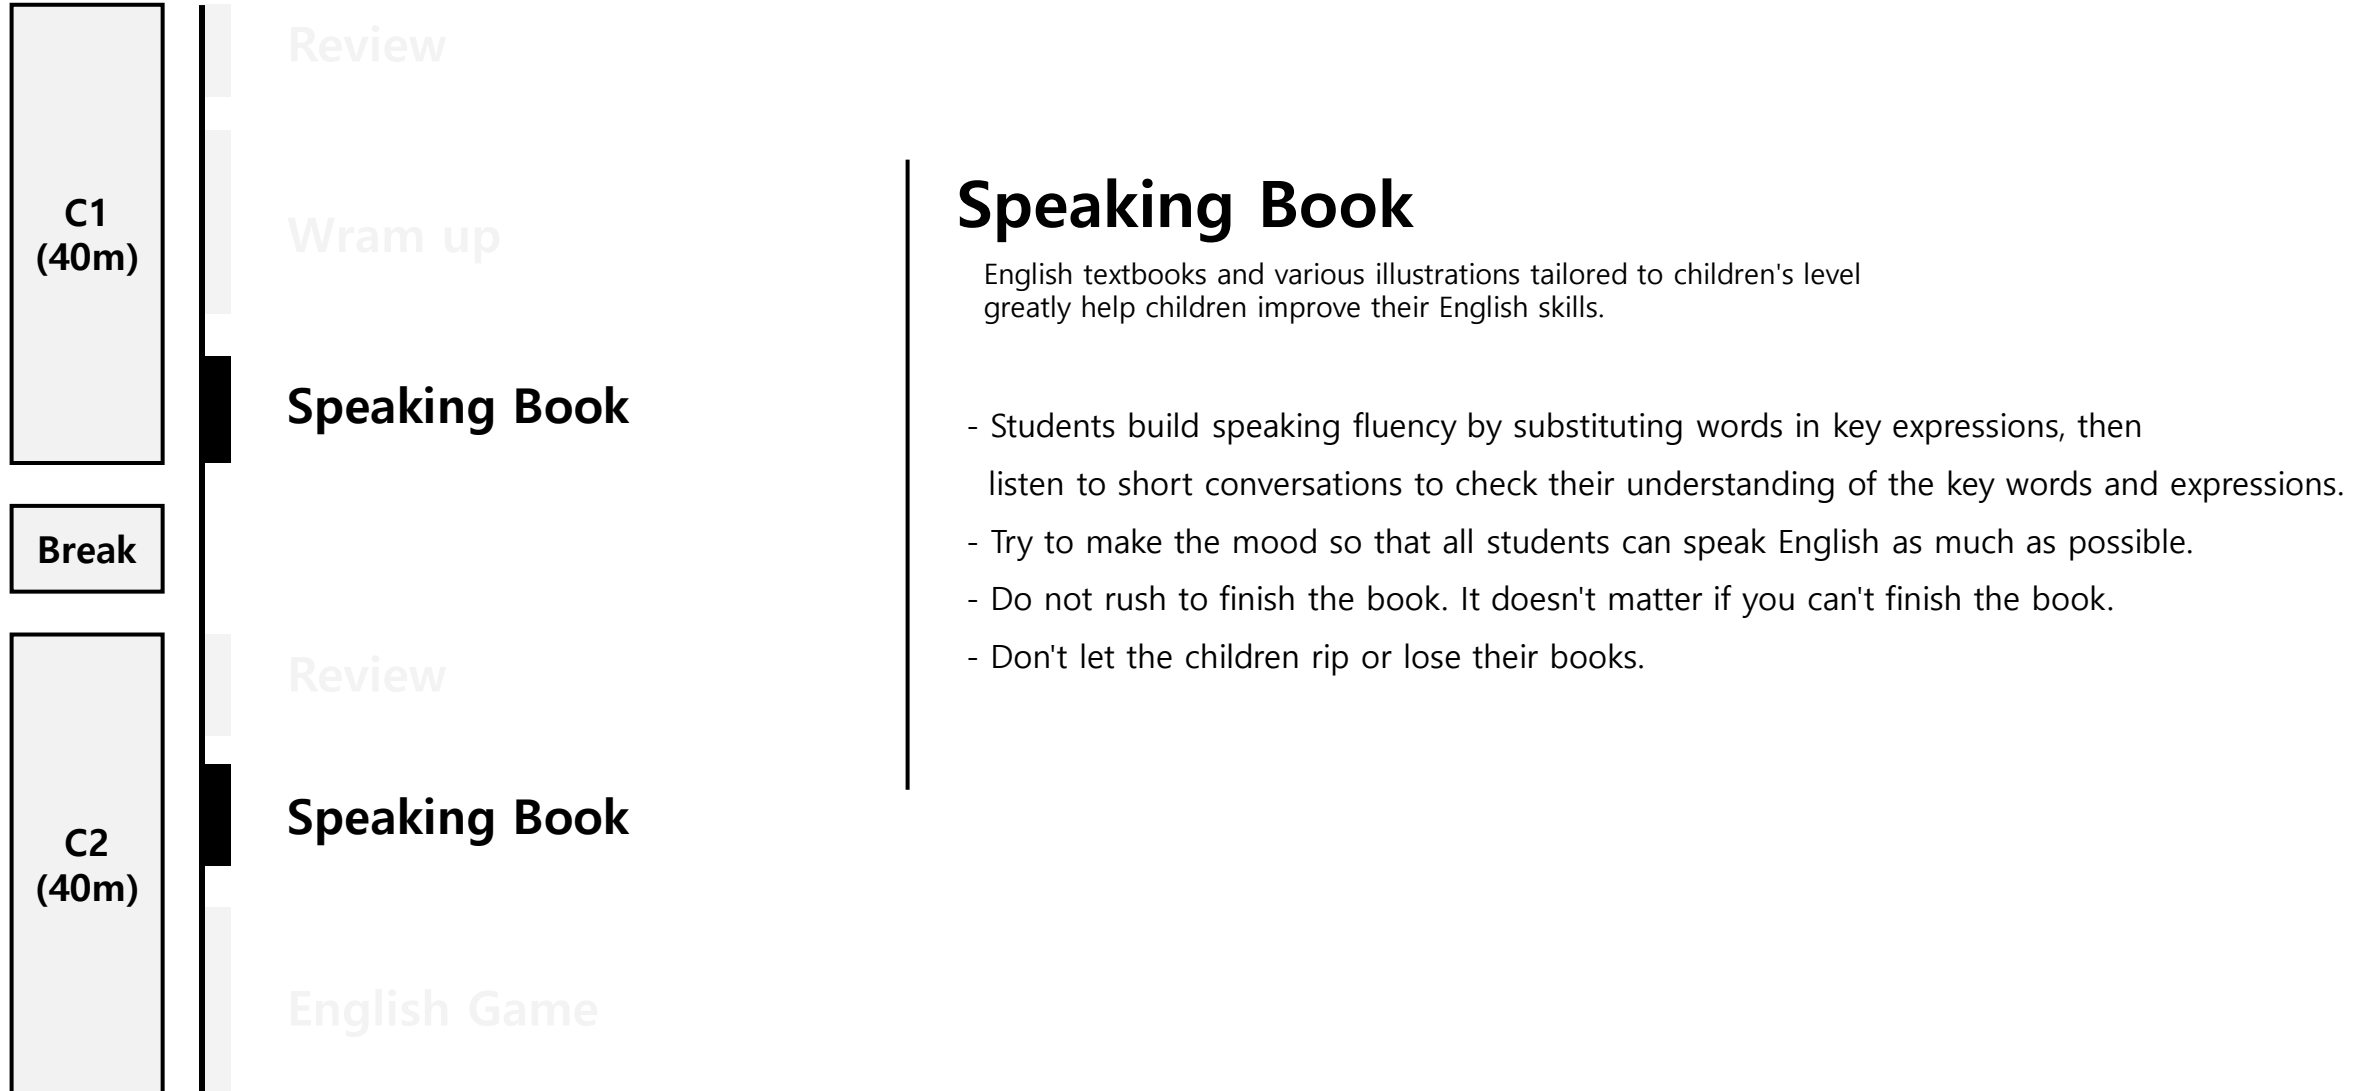 C1
(40m)
Break
C2
(40m)
Review
Wram up
Speaking Book
Review
Speaking Book
English Game
Speaking Book
English textbooks and various illustrations tailored to children's level
greatly help children improve their English skills.
- Students build speaking fluency by substituting words in key expressions, then
listen to short conversations to check their understanding of the key words and expressions.
- Try to make the mood so that all students can speak English as much as possible.
- Do not rush to finish the book. It doesn't matter if you can't finish the book.
- Don't let the children rip or lose their books.